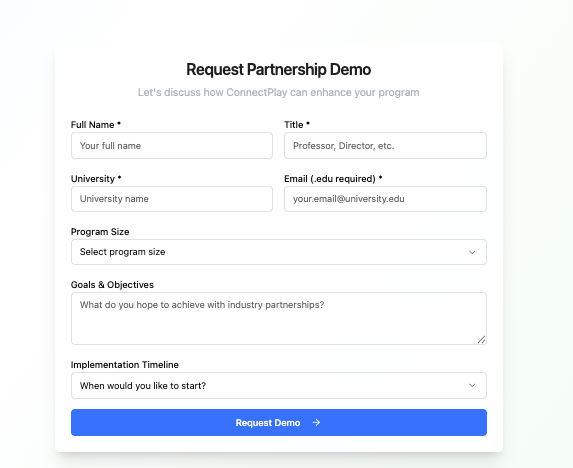 Request Partnership Demo
Let's discuss how ConnectPlay can enhance your program
Full Name *
Title *
Your full name
Professor, Director, etc.
University *
Email (.edu required) *
University name
your.email@university.edu
Program Size
Select program size
Goals & Objectives
What do you hope to achieve with industry partnerships?
Implementation Timeline
When would you like to start?
Request Demo →